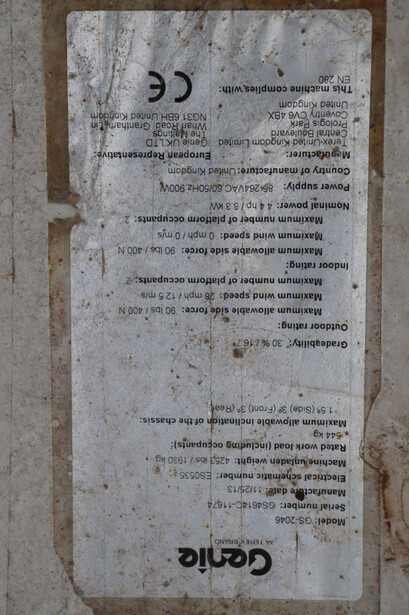 Genie
A TEREX BRAND
Model: GS-2046
Serial number: GS4614C-11674
Manufacture date: 11/25/13
Electrical schematic number: ES0535
Machine unladen weight: 4253 lbs / 1930 kg
Rated work load (including occupants):
544 kg
Maximum allowable inclination of the chassis:
1.5º (Side) 3º (Front) 3º (Rear)
Gradeability: 30 % / 16.7
Outdoor rating:
Maximum allowable side force: 90 lbs / 400 N
Maximum wind speed: 28 mph / 12.5 m/s
Maximum number of platform occupants: 2
Indoor rating:
Maximum allowable side force: 90 lbs / 400 N
Maximum wind speed: 0 mph / 0 m/s
Maximum number of platform occupants: 2
Nominal power: 4.4 hp / 3.3 kW
Power supply: 85-264VAC,60/50Hz 900W
Country of manufacture: United Kingdom
Manufacturer: European Representative:
Terex-United Kingdom Limited Genie UK LTD
Central Boulevard The Maltings
Prologis Park Wharf Road, Grantham, Lin
Coventry CV6 4BX NG31 6BH United Kingdom
United Kingdom
This machine complies with: CE
EN 280